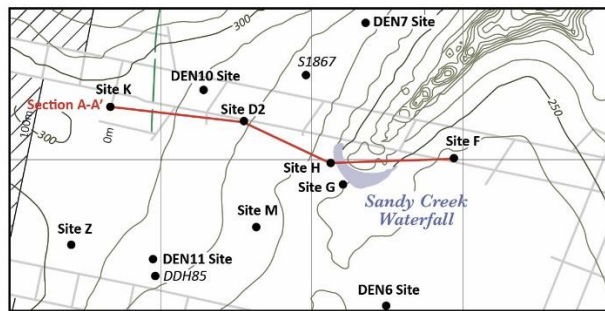 300
DEN7 Site
S1867
Site K
DEN10 Site
Section A-A'
Site D2
250
100m
0m
300
Site F
Site H
Site G
Sandy Creek
Waterfall
Site M
Site Z
DEN11 Site
DDH85
DEN6 Site